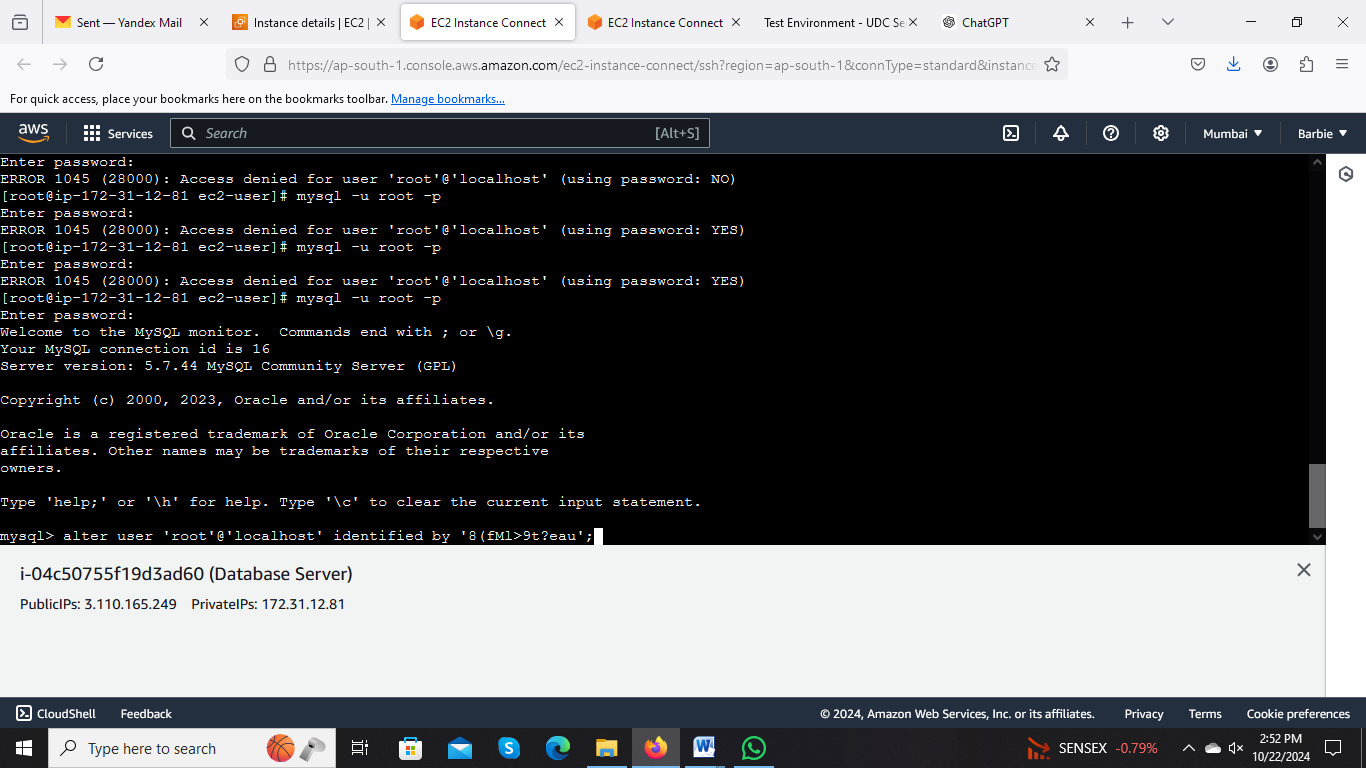 Sent — Yandex Mail
Instance details | EC2 |
EC2 Instance Connect
EC2 Instance Connect
Test Environment - UDC Se
ChatGPT
https://ap-south-1.console.aws.amazon.com/ec2-instance-connect/ssh?region=ap-south-1&connType=standard&instance
For quick access, place your bookmarks here on the bookmarks toolbar. Manage bookmarks...
aws
Services
Search
[Alt+S]
Mumbai
Barbie
Enter password:
ERROR 1045 (28000): Access denied for user 'root'@'localhost' (using password: NO)
[root@ip-172-31-12-81 ec2-user]# mysql -u root -p
Enter password:
ERROR 1045 (28000): Access denied for user 'root'@'localhost' (using password: YES)
[root@ip-172-31-12-81 ec2-user]# mysql -u root -p
Enter password:
ERROR 1045 (28000): Access denied for user 'root'@'localhost' (using password: YES)
[root@ip-172-31-12-81 ec2-user]# mysql -u root -p
Enter password:
Welcome to the MySQL monitor.  Commands end with ; or \g.
Your MySQL connection id is 16
Server version: 5.7.44 MySQL Community Server (GPL)
Copyright (c) 2000, 2023, Oracle and/or its affiliates.
Oracle is a registered trademark of Oracle Corporation and/or its
affiliates. Other names may be trademarks of their respective
owners.
Type 'help;' or '\h' for help. Type '\c' to clear the current input statement.
mysql> alter user 'root'@'localhost' identified by '8(fMl>9t?eau';
i-04c50755f19d3ad60 (Database Server)
PublicIPs: 3.110.165.249    PrivateIPs: 172.31.12.81
CloudShell
Feedback
© 2024, Amazon Web Services, Inc. or its affiliates.
Privacy
Terms
Cookie preferences
Type here to search
SENSEX -0.79%
2:52 PM
10/22/2024